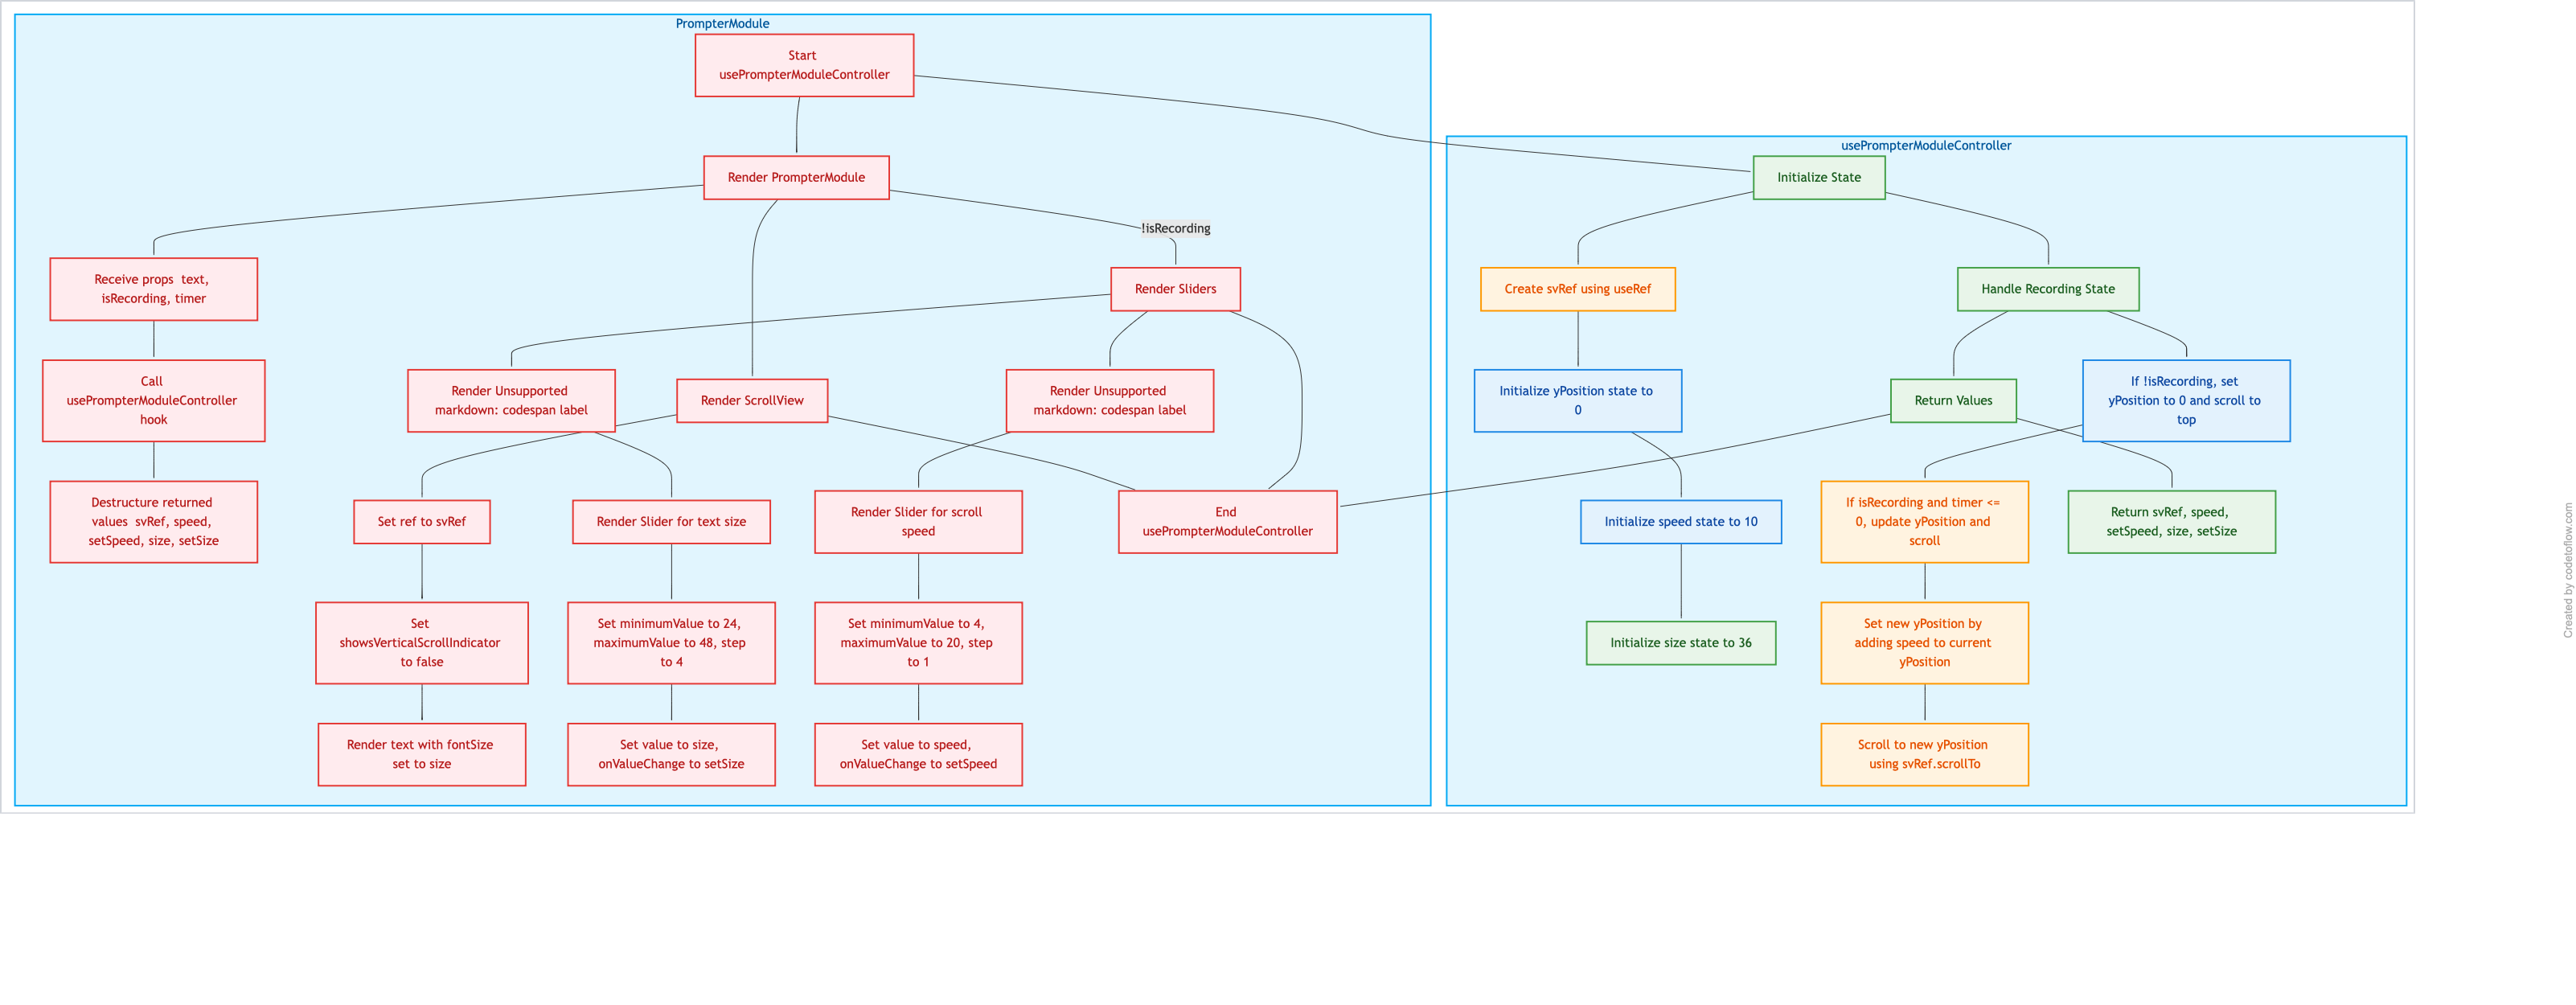 PrompterModule
Start
usePrompterModuleController
usePrompterModuleController
Render PrompterModule
Initialize State
!isRecording
Receive props  text,
isRecording, timer
Render Sliders
Create svRef using useRef
Handle Recording State
Call
usePrompterModuleController
hook
Render Unsupported
markdown: codespan label
Render ScrollView
Render Unsupported
markdown: codespan label
Initialize yPosition state to
0
Return Values
If !isRecording, set
yPosition to 0 and scroll to
top
Destructure returned
values  svRef, speed,
setSpeed, size, setSize
Set ref to svRef
Render Slider for text size
Render Slider for scroll
speed
End
usePrompterModuleController
Initialize speed state to 10
If isRecording and timer <=
0, update yPosition and
scroll
Return svRef, speed,
setSpeed, size, setSize
Set
showsVerticalScrollIndicator
to false
Set minimumValue to 24,
maximumValue to 48, step
to 4
Set minimumValue to 4,
maximumValue to 20, step
to 1
Initialize size state to 36
Set new yPosition by
adding speed to current
yPosition
Render text with fontSize
set to size
Set value to size,
onValueChange to setSize
Set value to speed,
onValueChange to setSpeed
Scroll to new yPosition
using svRef.scrollTo
Created by codetoflow.com